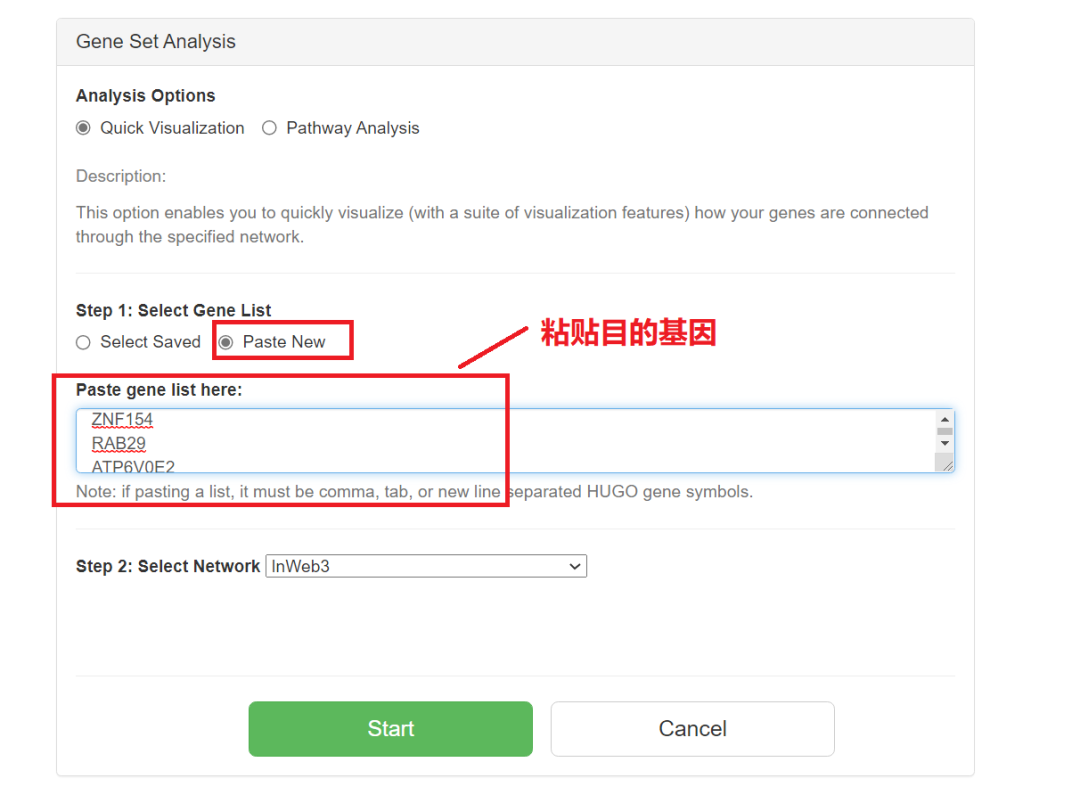 Gene Set Analysis
Analysis Options
Quick Visualization Pathway Analysis
Description:
This option enables you to quickly visualize (with a suite of visualization features) how your genes are connected
through the specified network.
Step 1: Select Gene List
粘贴目的基因
Select Saved Paste New
Paste gene list here:
ZNF154
RAB29
ATP6V0E2
Note: if pasting a list, it must be comma, tab, or new line separated HUGO gene symbols.
Step 2: Select Network InWeb3
Start Cancel